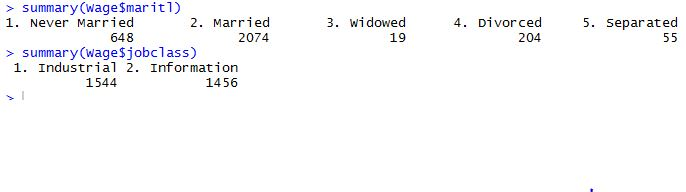 > summary(Wage$maritl)
1. Never Married 2. Married 3. Widowed 4. Divorced 5. Separated
648 2074 19 204 55
> summary(Wage$jobclass)
1. Industrial 2. Information
1544 1456
>